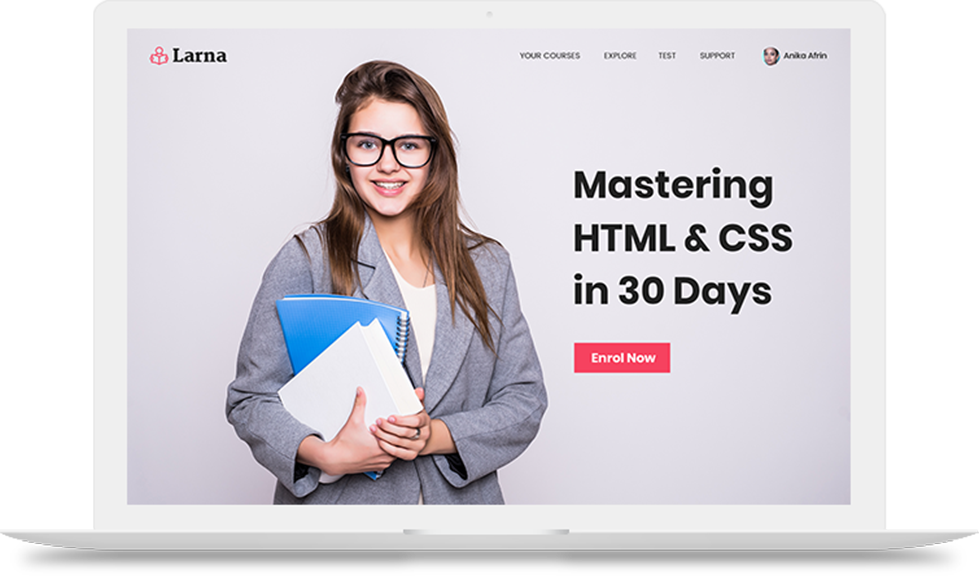 Larna
YOUR COURSES EXPLORE TEST SUPPORT Anika Afrin
Mastering
HTML & CSS
in 30 Days
Enrol Now